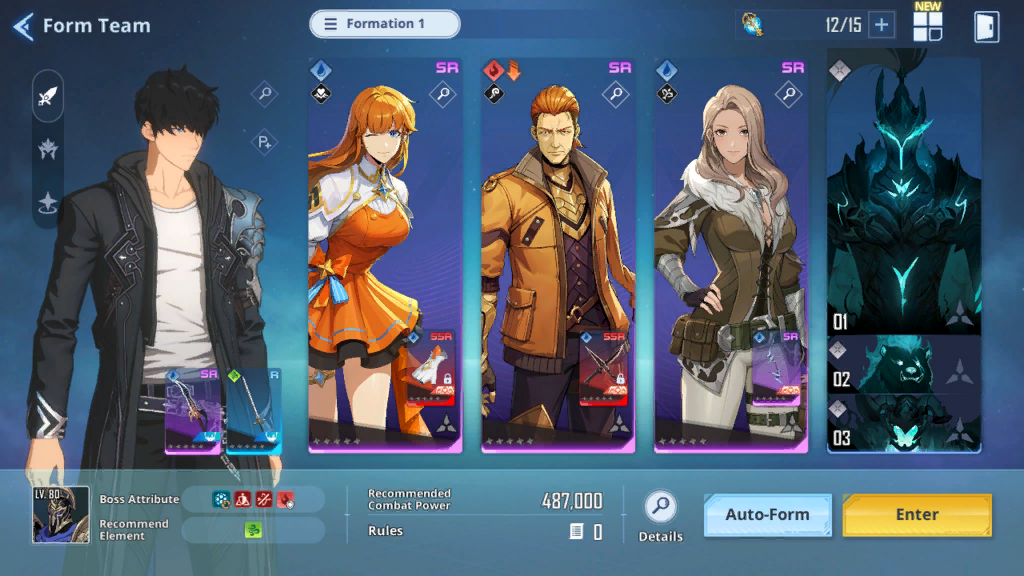 Form Team
Formation 1
12/15
NEW
SR
SR
SR
P+
SSR
SSR
SR
SR
R
01
02
03
LV. 80
Boss Attribute
Recommend
Element
Recommended
Combat Power
487,000
Rules
0
Details
Auto-Form
Enter